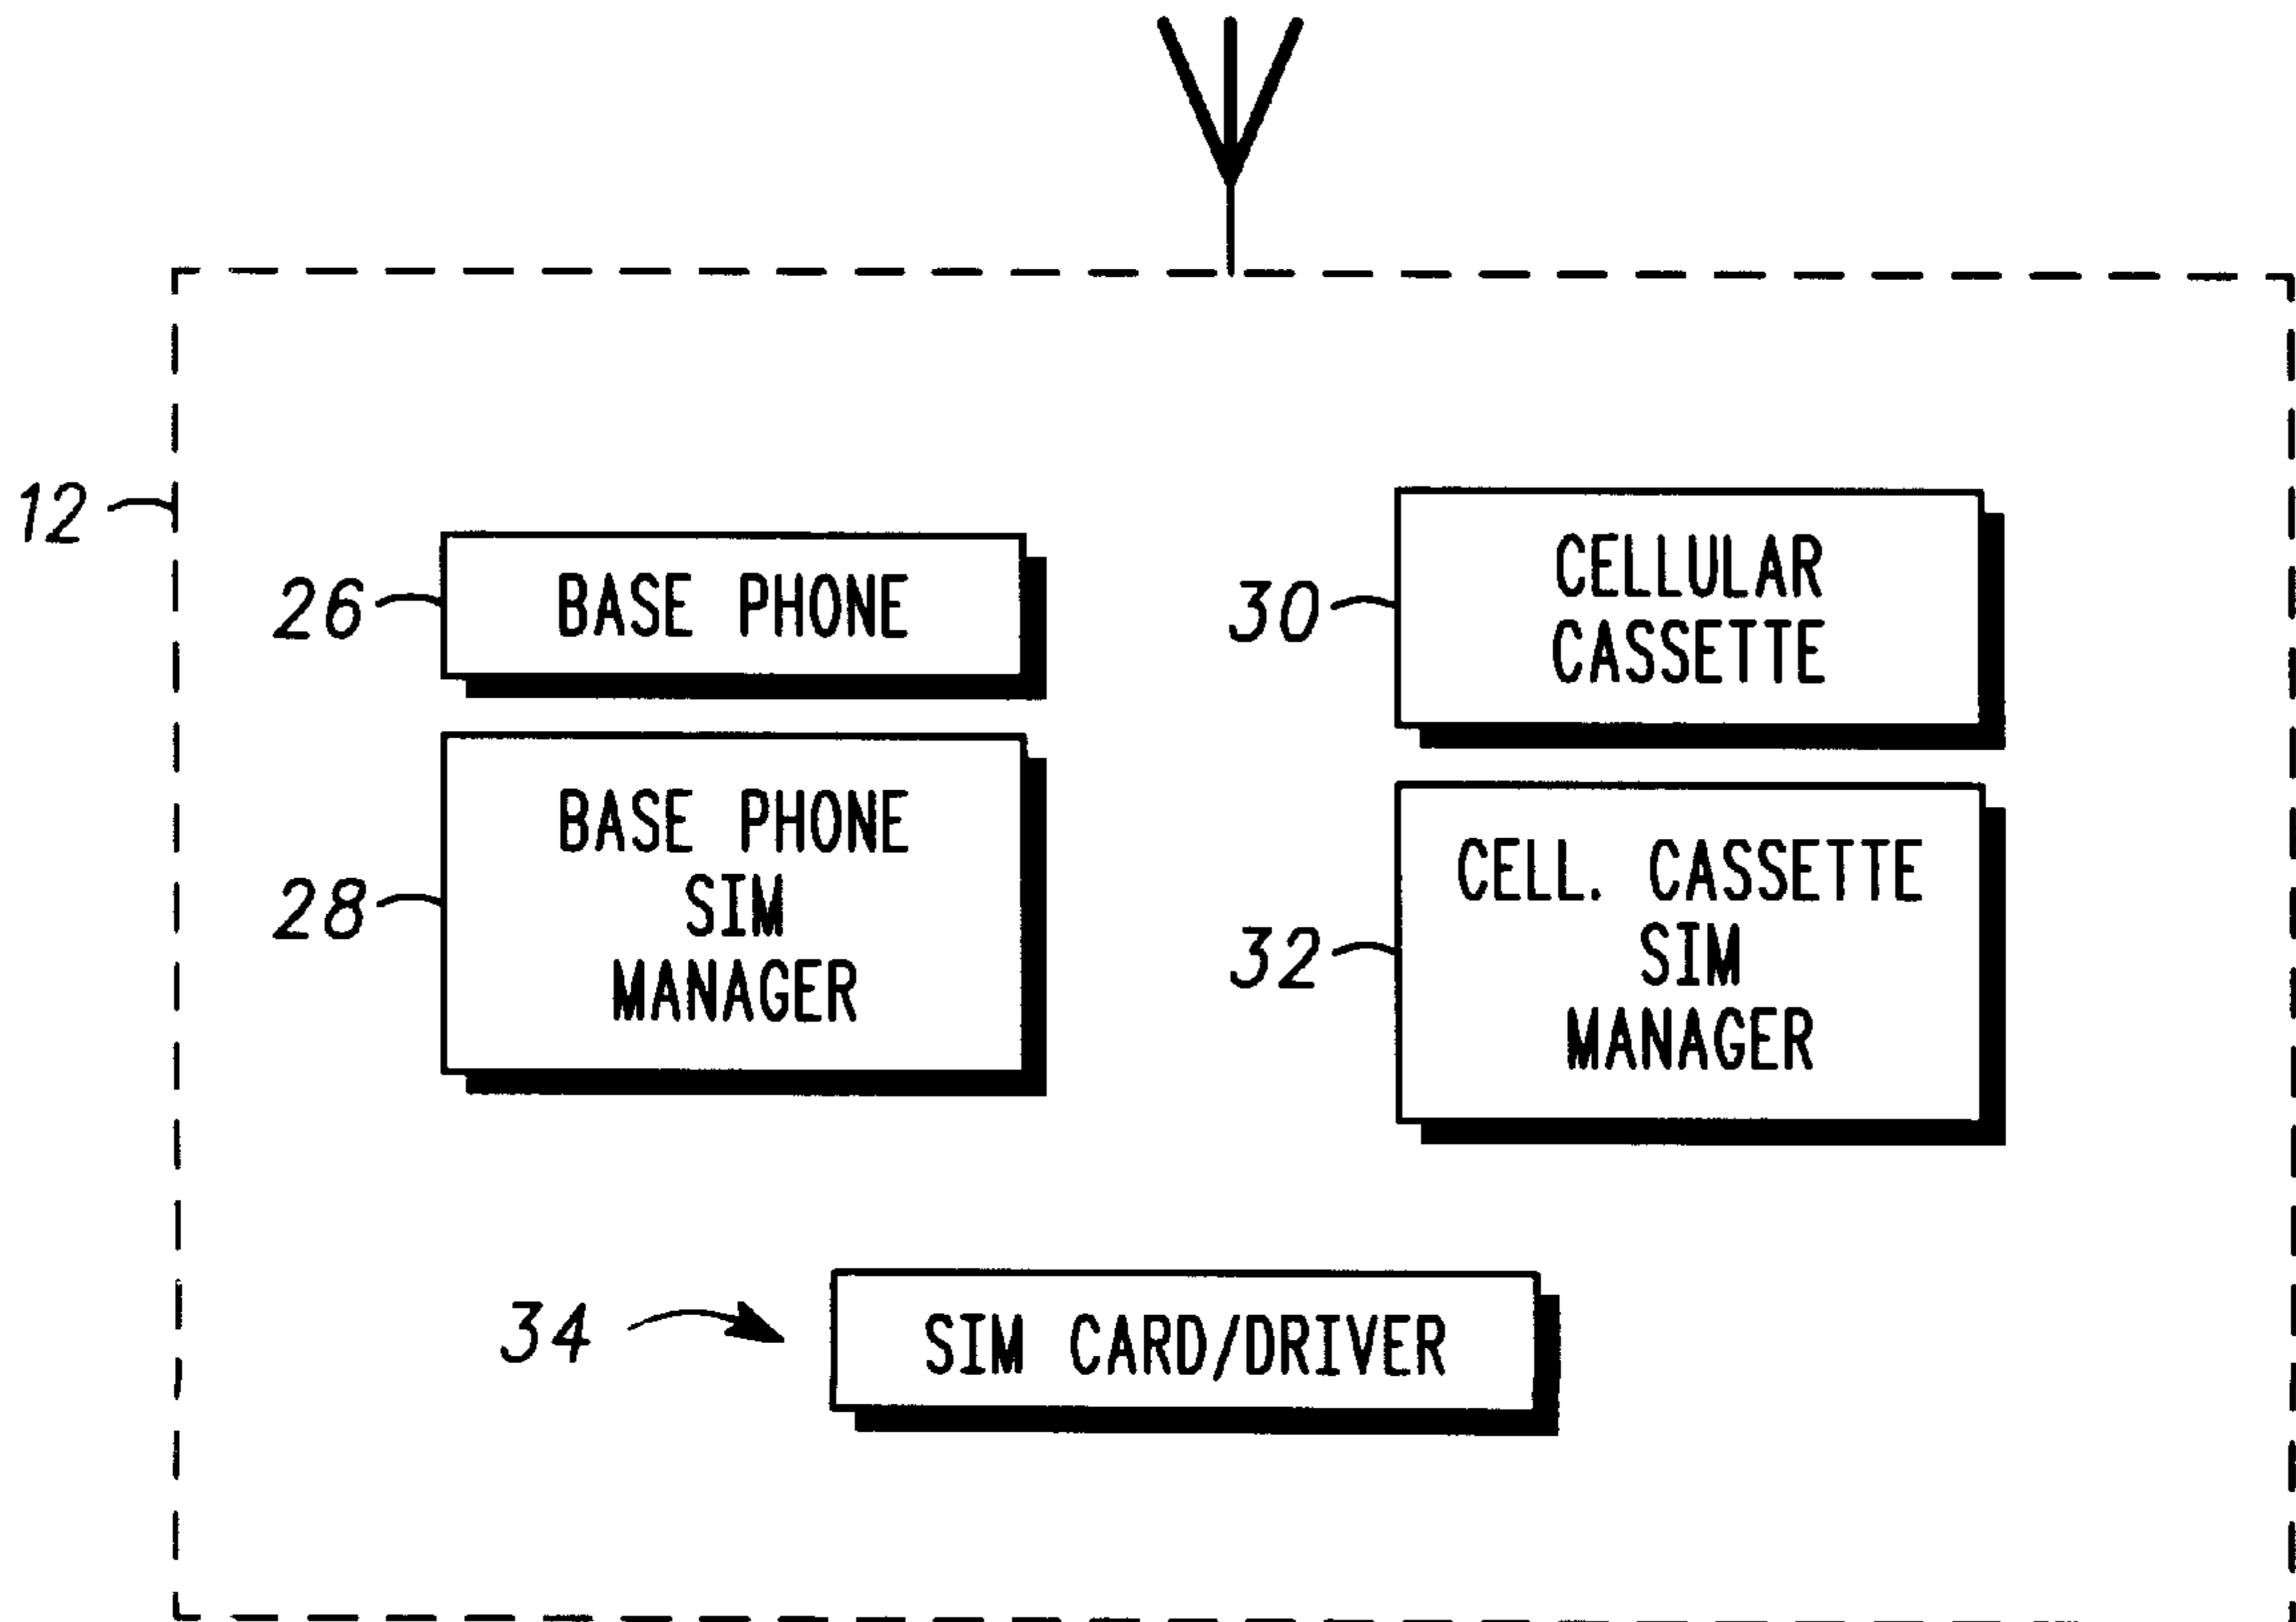 12
26
BASE PHONE
30
CELLULAR
CASSETTE
28
BASE PHONE
SIM
MANAGER
32
CELL. CASSETTE
SIM
MANAGER
34
SIM CARD/DRIVER